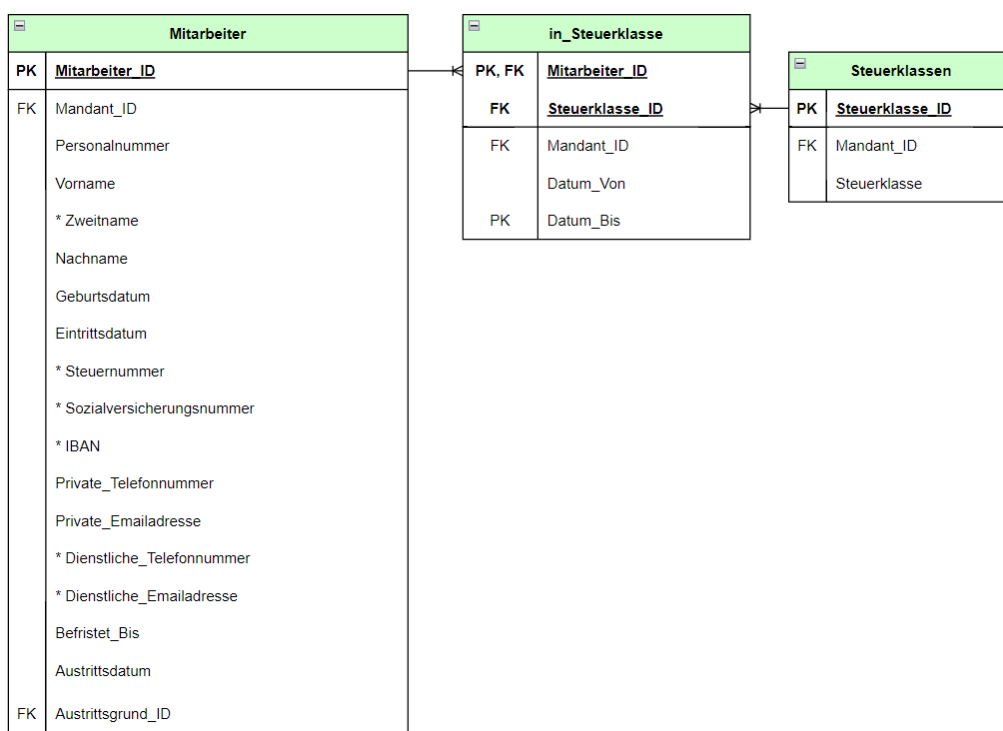 Mitarbeiter
PK Mitarbeiter_ID
FK Mandant_ID
Personalnummer
Vorname
* Zweitname
Nachname
Geburtsdatum
Eintrittsdatum
* Steuernummer
* Sozialversicherungsnummer
* IBAN
Private_Telefonnummer
Private_Emailadresse
* Dienstliche_Telefonnummer
* Dienstliche_Emailadresse
Befristet_Bis
Austrittsdatum
FK Austrittsgrund_ID
in_Steuerklasse
PK, FK Mitarbeiter_ID
FK Steuerklasse_ID
FK Mandant_ID
Datum_Von
PK Datum_Bis
Steuerklassen
PK Steuerklasse_ID
FK Mandant_ID
Steuerklasse